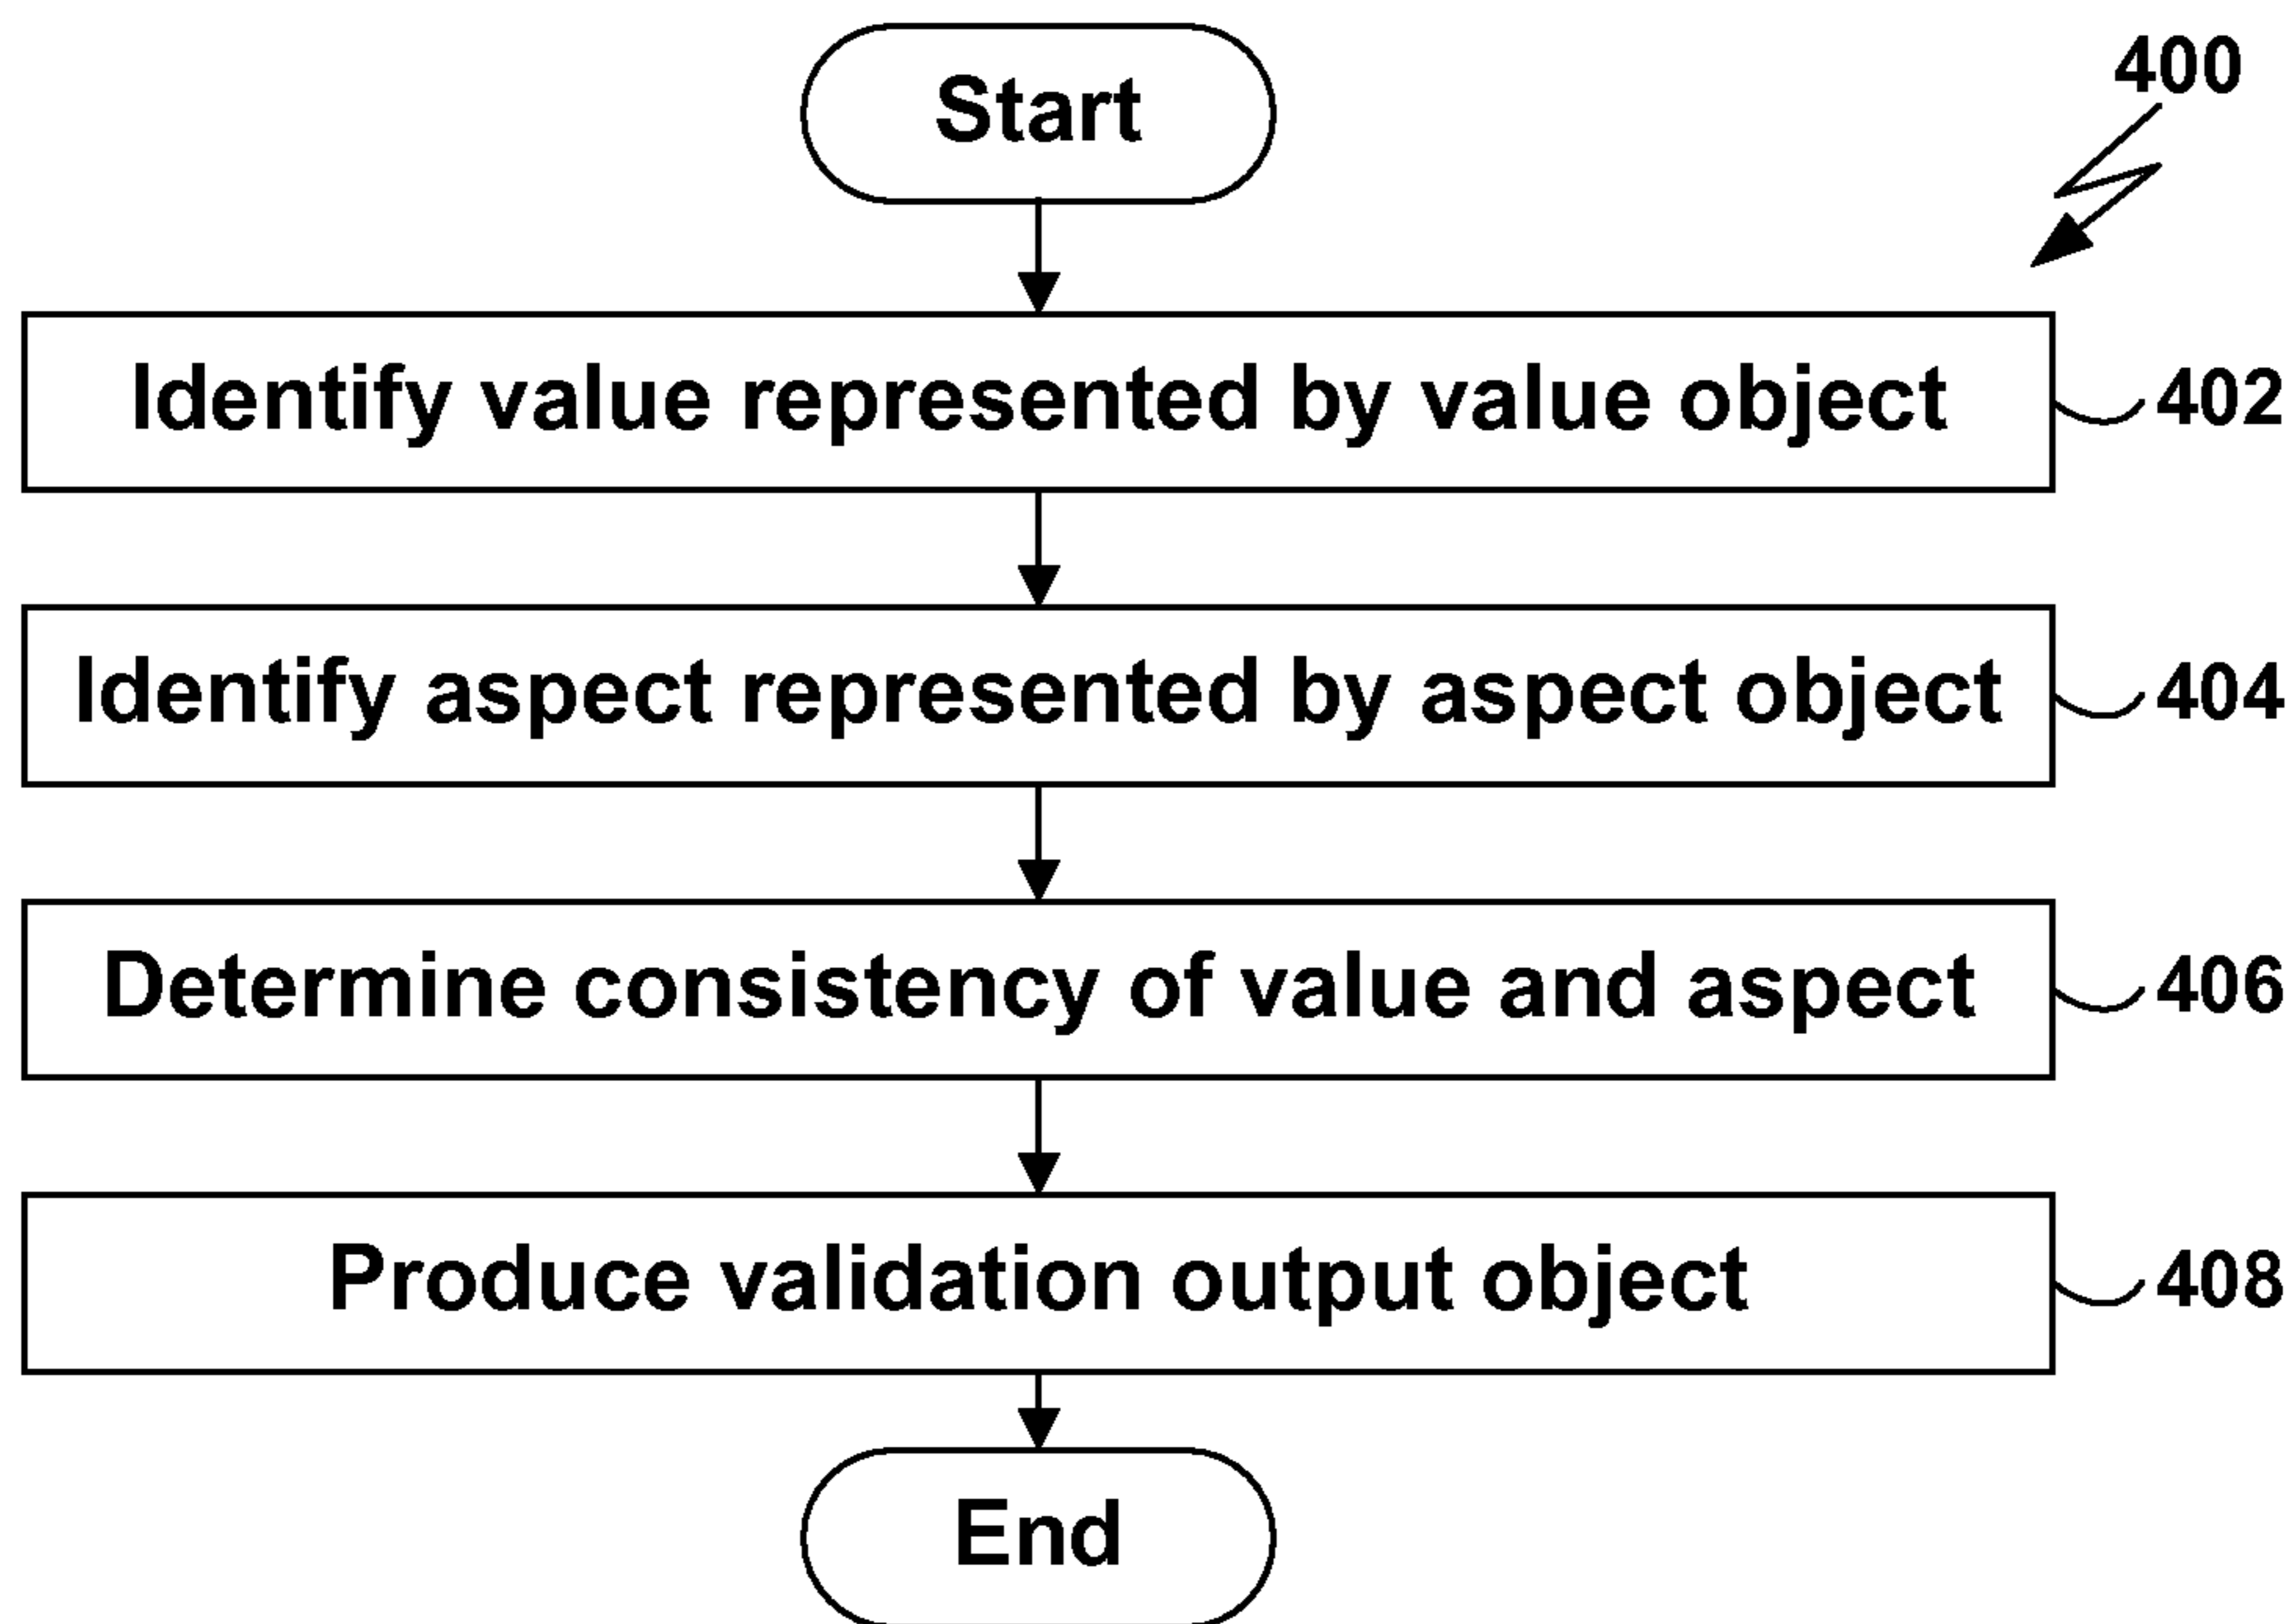 Start
400
Identify value represented by value object
402
Identify aspect represented by aspect object
404
Determine consistency of value and aspect
406
Produce validation output object
408
End